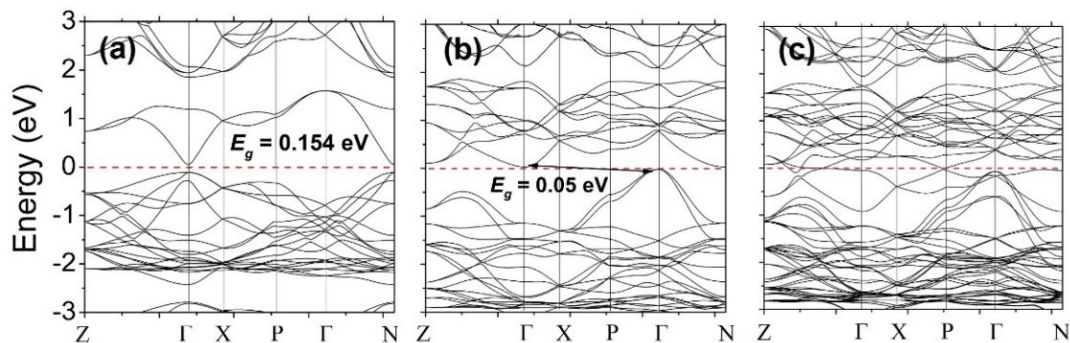 (a)
(b)
(c)
Energy (eV)
3
2
1
0
-1
-2
-3
E_g = 0.154 eV
E_g = 0.05 eV
Z Γ X P Γ N
Z Γ X P Γ N
Z Γ X P Γ N